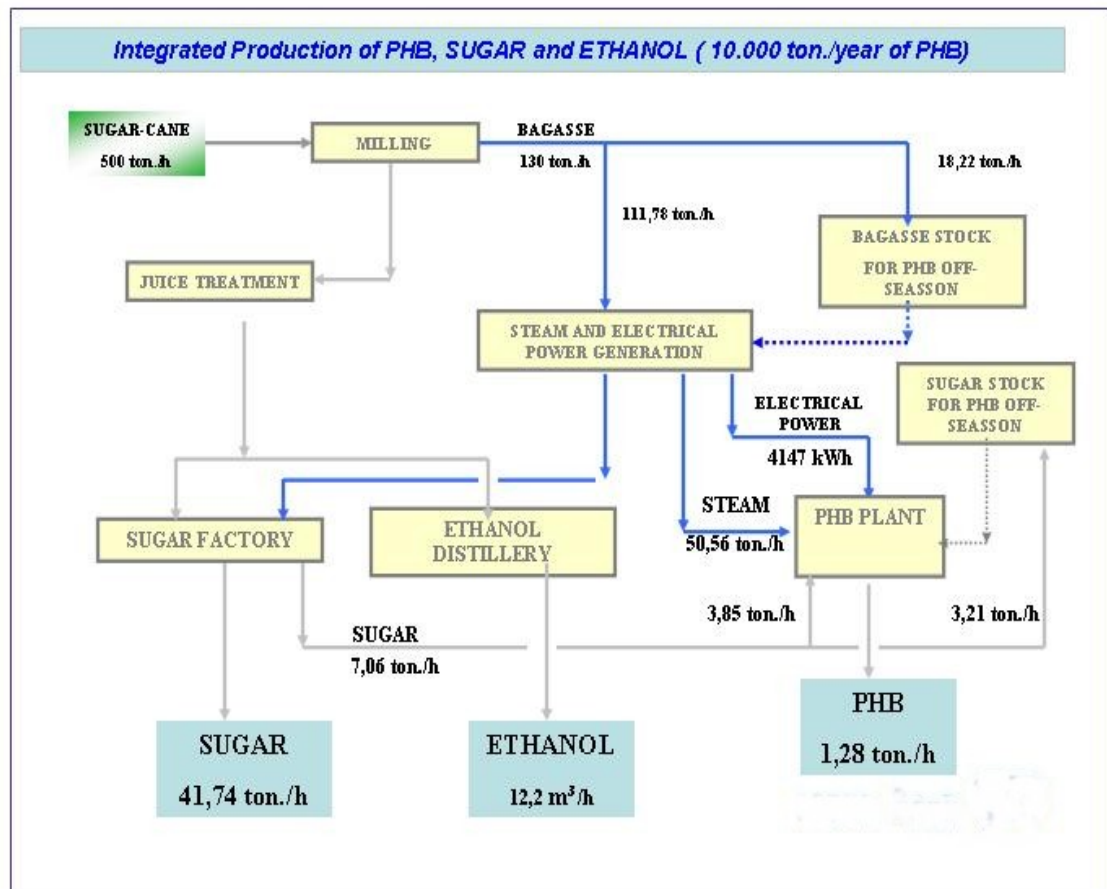 Integrated Production of PHB, SUGAR and ETHANOL ( 10.000 ton./year of PHB)
SUGAR-CANE
500 ton./h
MILLING
BAGASSE
130 ton./h
18,22 ton./h
111,78 ton./h
BAGASSE STOCK
FOR PHB OFF-
SEASSON
JUICE TREATMENT
STEAM AND ELECTRICAL
POWER GENERATION
SUGAR STOCK
FOR PHB OFF-
SEASSON
ELECTRICAL
POWER
4147 kWh
STEAM
50,56 ton./h
PHB PLANT
SUGAR FACTORY
ETHANOL
DISTILLERY
3,85 ton./h
3,21 ton./h
SUGAR
7,06 ton./h
SUGAR
41,74 ton./h
ETHANOL
12,2 m³/h
PHB
1,28 ton./h